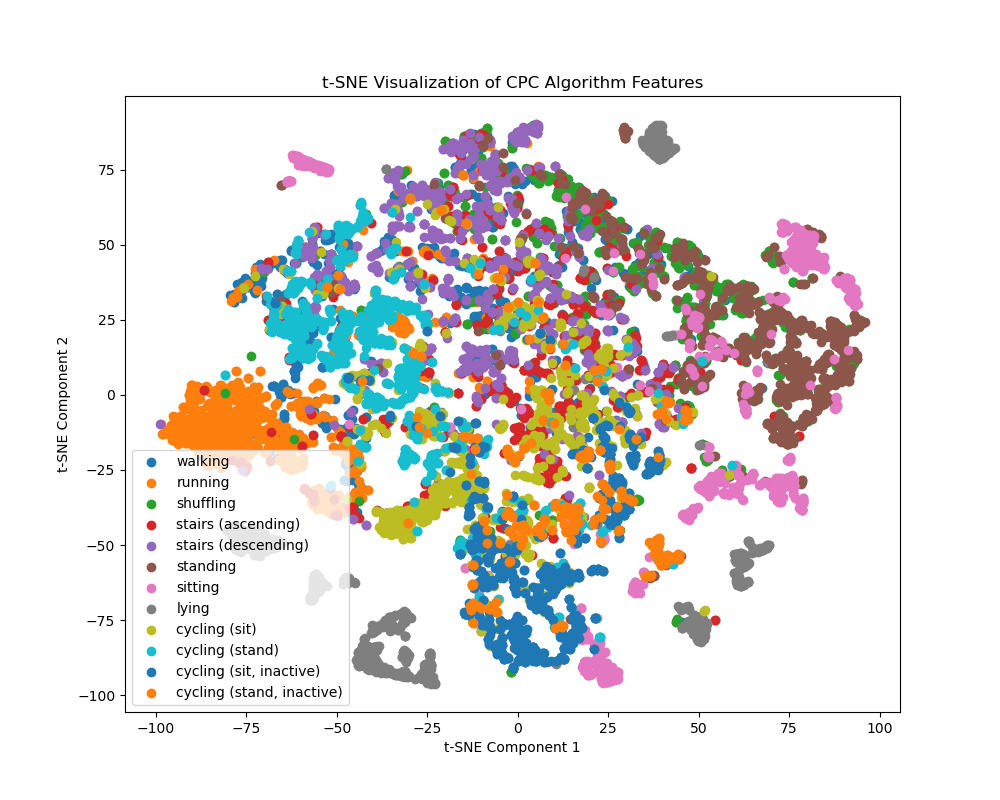 t-SNE Visualization of CPC Algorithm Features
t-SNE Component 2
75
50
25
0
−25
−50
−75
−100
walking
running
shuffling
stairs (ascending)
stairs (descending)
standing
sitting
lying
cycling (sit)
cycling (stand)
cycling (sit, inactive)
cycling (stand, inactive)
−100
−75
−50
−25
0
25
50
75
100
t-SNE Component 1